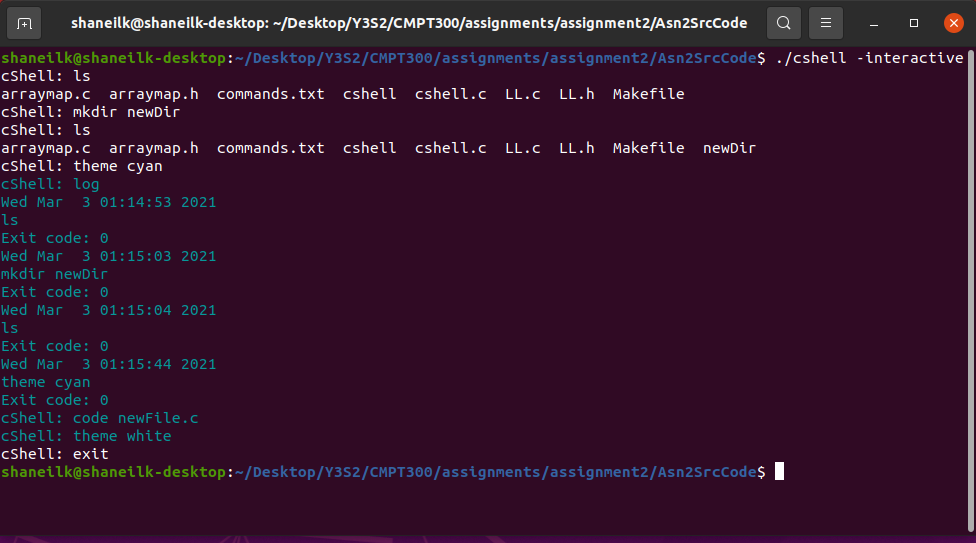 shaneilk@shaneilk-desktop: ~/Desktop/Y3S2/CMPT300/assignments/assignment2/Asn2SrcCode
shaneilk@shaneilk-desktop:~/Desktop/Y3S2/CMPT300/assignments/assignment2/Asn2SrcCode$ ./cshell -interactive
cShell: ls
arraymap.c  arraymap.h  commands.txt  cshell  cshell.c  LL.c  LL.h  Makefile
cShell: mkdir newDir
cShell: ls
arraymap.c  arraymap.h  commands.txt  cshell  cshell.c  LL.c  LL.h  Makefile  newDir
cShell: theme cyan
cShell: log
Wed Mar  3 01:14:53 2021
ls
Exit code: 0
Wed Mar  3 01:15:03 2021
mkdir newDir
Exit code: 0
Wed Mar  3 01:15:04 2021
ls
Exit code: 0
Wed Mar  3 01:15:44 2021
theme cyan
Exit code: 0
cShell: code newFile.c
cShell: theme white
cShell: exit
shaneilk@shaneilk-desktop:~/Desktop/Y3S2/CMPT300/assignments/assignment2/Asn2SrcCode$